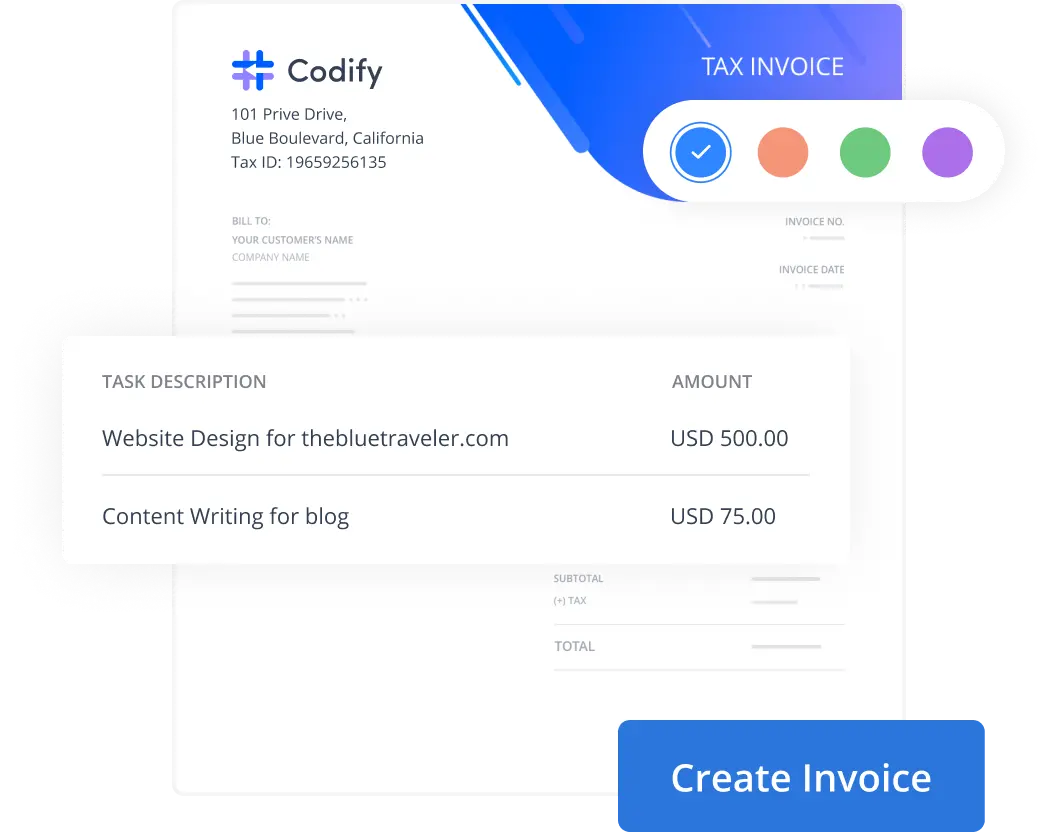 Codify
TAX INVOICE
101 Prive Drive,
Blue Boulevard, California
Tax ID: 19659256135
BILL TO:
YOUR CUSTOMER'S NAME
COMPANY NAME
INVOICE NO.
INVOICE DATE
TASK DESCRIPTION AMOUNT
Website Design for thebluetraveler.com USD 500.00
Content Writing for blog USD 75.00
SUBTOTAL
(+) TAX
TOTAL
Create Invoice